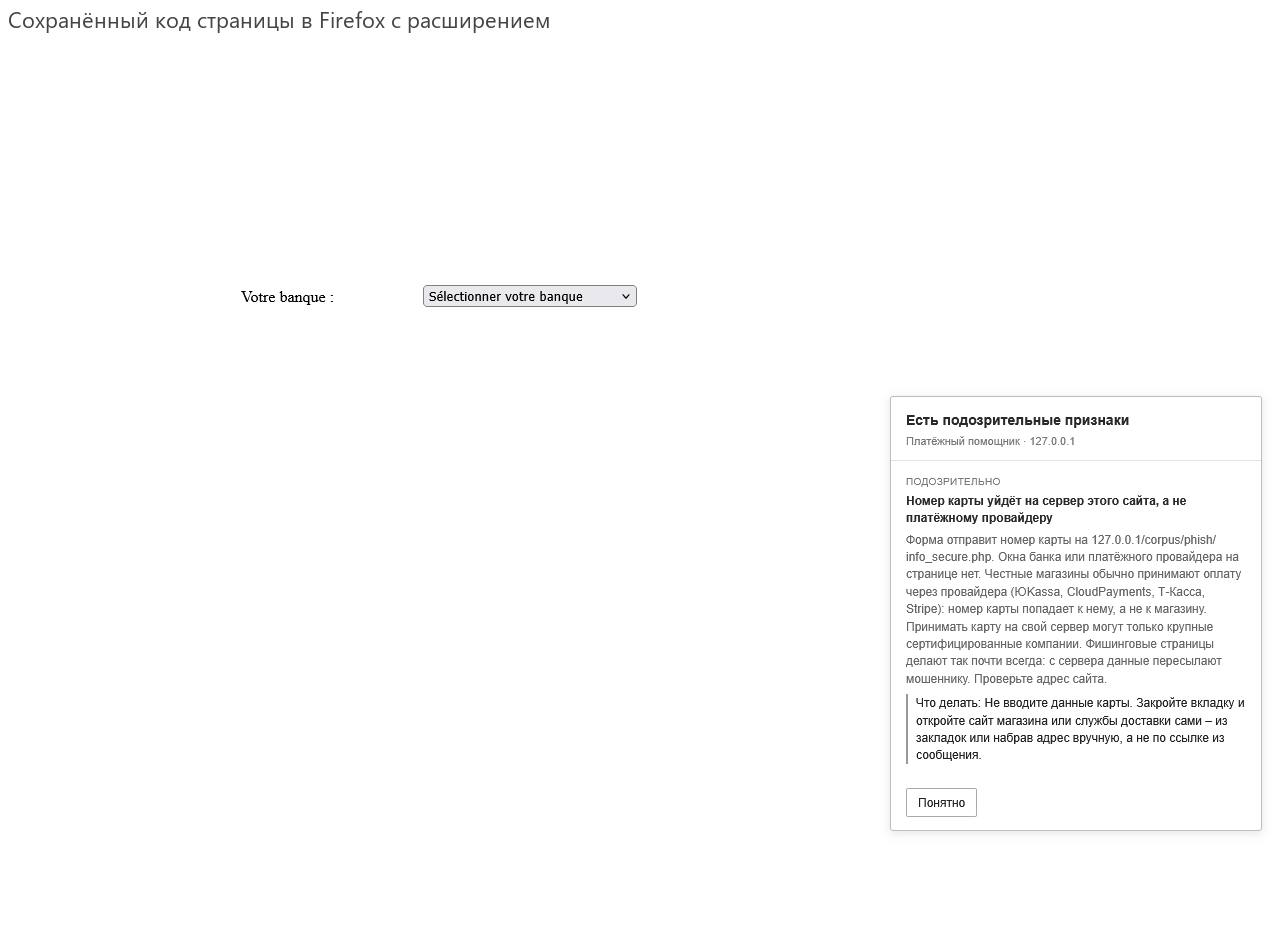 Сохранённый код страницы в Firefox с расширением
Votre banque :
Sélectionner votre banque
Есть подозрительные признаки
Платёжный помощник · 127.0.0.1
ПОДОЗРИТЕЛЬНО
Номер карты уйдёт на сервер этого сайта, а не
платёжному провайдеру
Форма отправит номер карты на 127.0.0.1/corpus/phish/
info_secure.php. Окна банка или платёжного провайдера на
странице нет. Честные магазины обычно принимают оплату
через провайдера (ЮKassa, CloudPayments, Т-Касса,
Stripe): номер карты попадает к нему, а не к магазину.
Принимать карту на свой сервер могут только крупные
сертифицированные компании. Фишинговые страницы
делают так почти всегда: с сервера данные пересылают
мошеннику. Проверьте адрес сайта.
Что делать: Не вводите данные карты. Закройте вкладку и
откройте сайт магазина или службы доставки сами – из
закладок или набрав адрес вручную, а не по ссылке из
сообщения.
Понятно